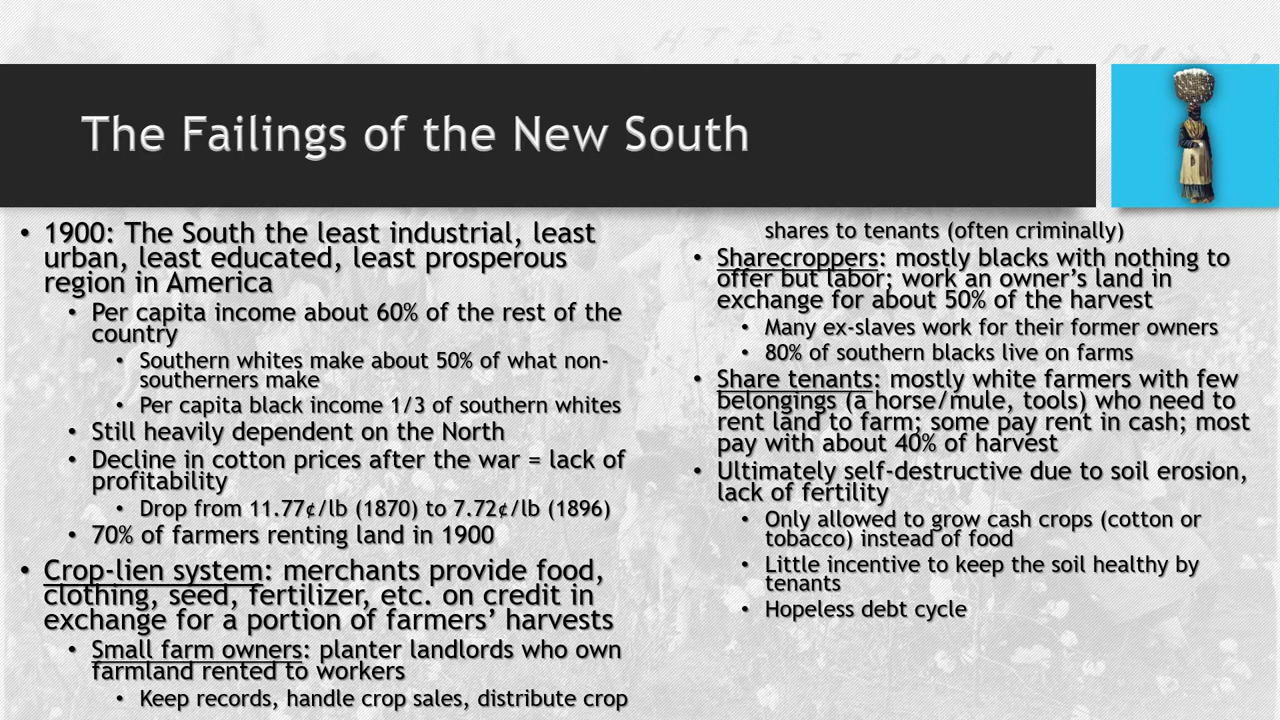 The Failings of the New South
• 1900: The South the least industrial, least
urban, least educated, least prosperous
region in America
• Per capita income about 60% of the rest of the
country
• Southern whites make about 50% of what non-
southerners make
• Per capita black income 1/3 of southern whites
• Still heavily dependent on the North
• Decline in cotton prices after the war = lack of
profitability
• Drop from 11.77¢/lb (1870) to 7.72¢/lb (1896)
• 70% of farmers renting land in 1900
• Crop-lien system: merchants provide food,
clothing, seed, fertilizer, etc. on credit in
exchange for a portion of farmers’ harvests
• Small farm owners: planter landlords who own
farmland rented to workers
• Keep records, handle crop sales, distribute crop
shares to tenants (often criminally)
• Sharecroppers: mostly blacks with nothing to
offer but labor; work an owner’s land in
exchange for about 50% of the harvest
• Many ex-slaves work for their former owners
• 80% of southern blacks live on farms
• Share tenants: mostly white farmers with few
belongings (a horse/mule, tools) who need to
rent land to farm; some pay rent in cash; most
pay with about 40% of harvest
• Ultimately self-destructive due to soil erosion,
lack of fertility
• Only allowed to grow cash crops (cotton or
tobacco) instead of food
• Little incentive to keep the soil healthy by
tenants
• Hopeless debt cycle